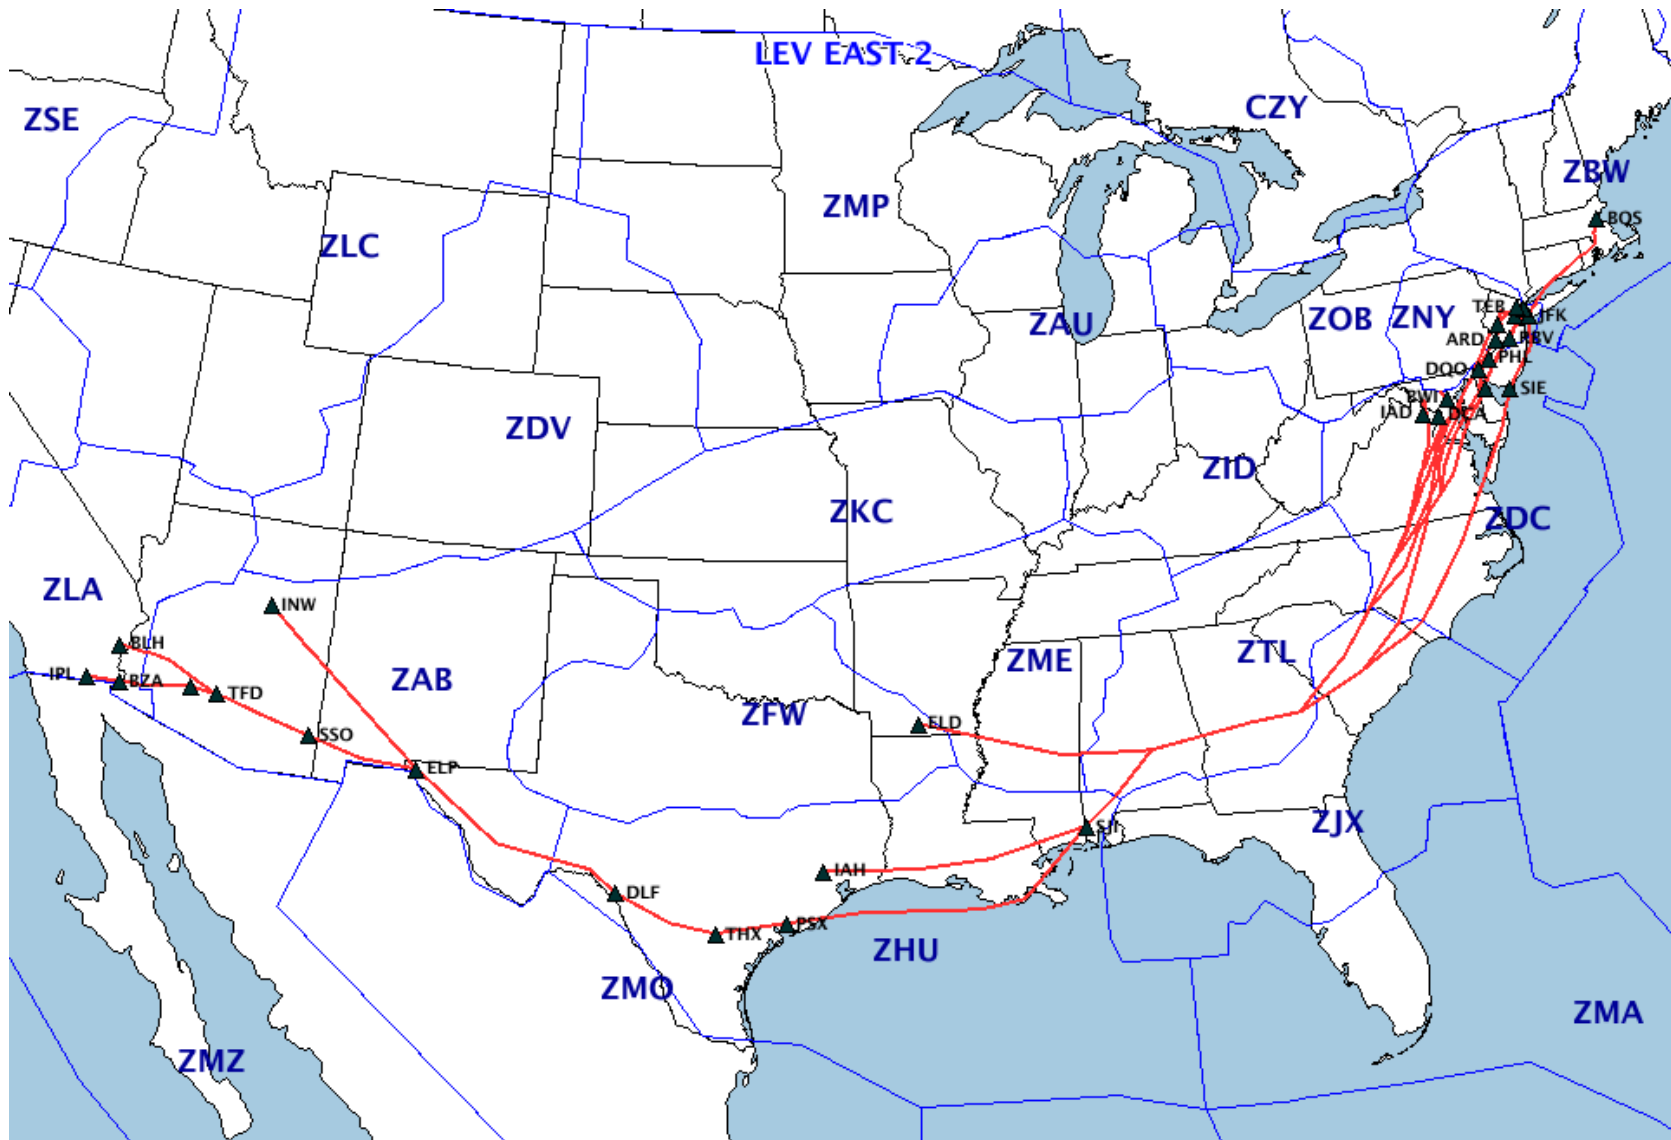 LEV EAST 2
ZSE
CZY
ZBW
ZMP
BOS
ZLC
TEB
JFK
ZAU
ZOB
ZNY
ARD
RBV
PHL
DQO
SIE
BWI
IAD
DCA
ZDV
ZID
ZKC
ZDC
ZLA
INW
BLH
ZTL
ZME
IPL
BZA
ZAB
TFD
ZFW
ELD
SSO
ELP
ZJX
SJI
IAH
DLF
PSX
THX
ZHU
ZMO
ZMA
ZMZ